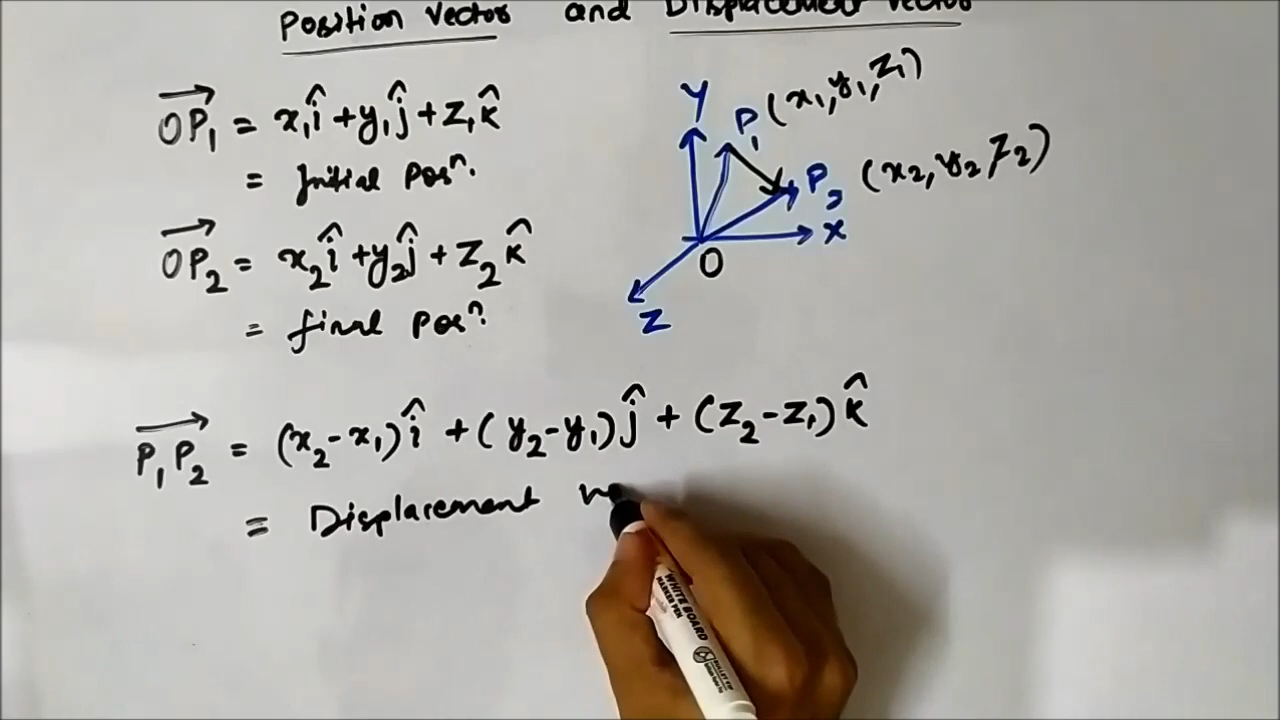 Position Vector and Displacement Vector
OP₁ = x₁î + y₁ĵ + z₁k̂
= Initial Posⁿ.
OP₂ = x₂î + y₂ĵ + z₂k̂
= final Posⁿ.
Y
P₁ (x₁, y₁, z₁)
P₂ (x₂, y₂, z₂)
X
O
Z
P₁P₂ = (x₂-x₁)î + (y₂-y₁)ĵ + (z₂-z₁)k̂
= Displacement
WHITE BOARD
MARKER PEN